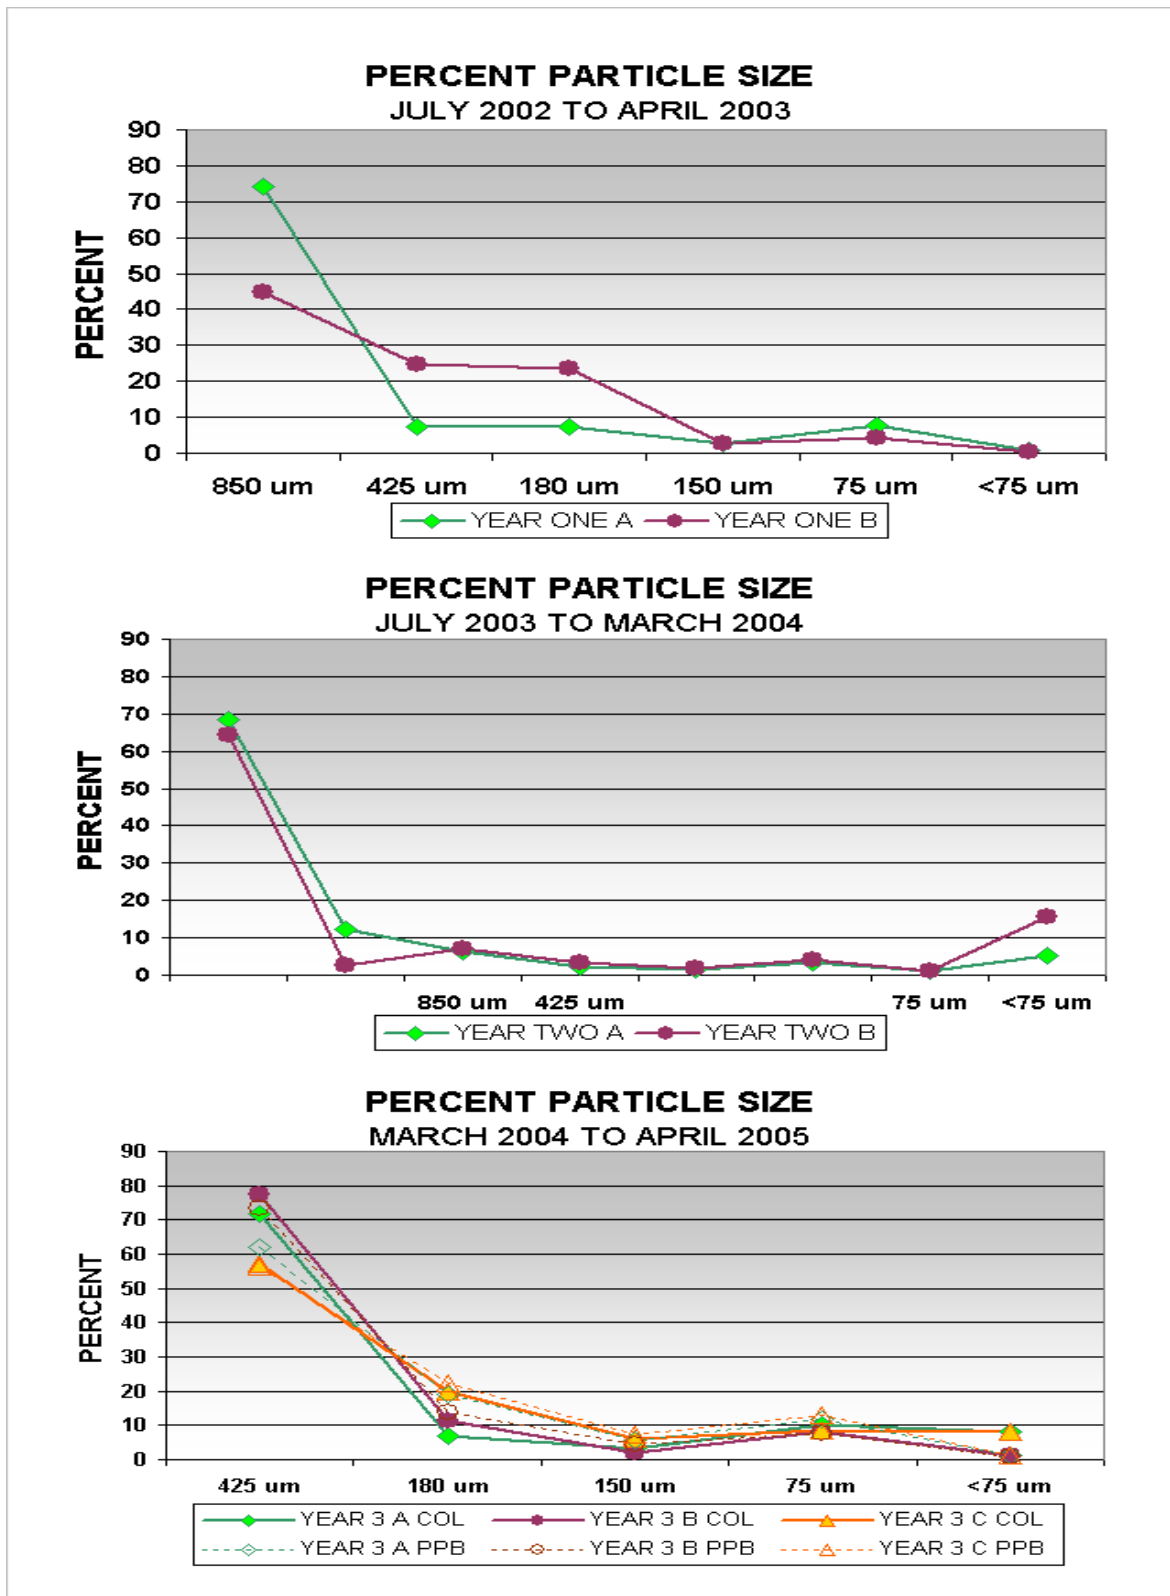 PERCENT PARTICLE SIZE
JULY 2002 TO APRIL 2003
PERCENT
90
80
70
60
50
40
30
20
10
0
850 um 425 um 180 um 150 um 75 um <75 um
YEAR ONE A YEAR ONE B
PERCENT PARTICLE SIZE
JULY 2003 TO MARCH 2004
PERCENT
90
80
70
60
50
40
30
20
10
0
850 um 425 um 75 um <75 um
YEAR TWO A YEAR TWO B
PERCENT PARTICLE SIZE
MARCH 2004 TO APRIL 2005
PERCENT
90
80
70
60
50
40
30
20
10
0
425 um 180 um 150 um 75 um <75 um
YEAR 3 A COL YEAR 3 B COL YEAR 3 C COL
YEAR 3 A PPB YEAR 3 B PPB YEAR 3 C PPB